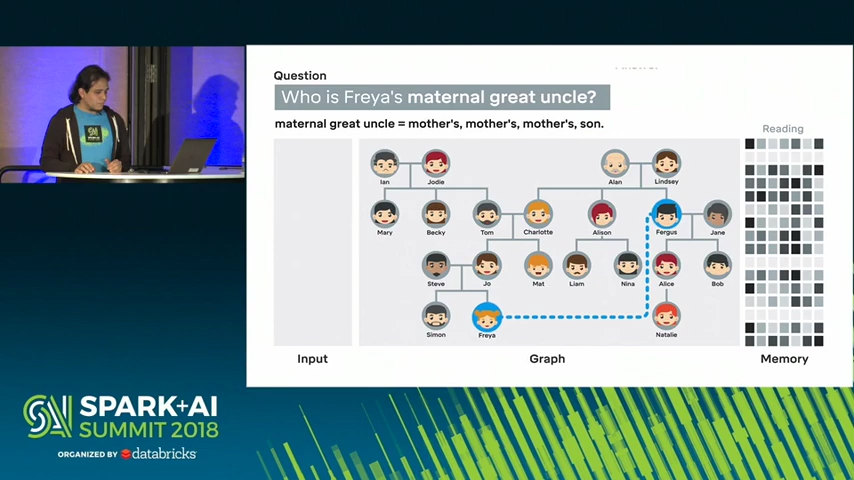 Question
Who is Freya's maternal great uncle?
maternal great uncle = mother's, mother's, mother's, son.
Reading
Ian
Jodie
Alan
Lindsey
Mary
Becky
Tom
Charlotte
Alison
Fergus
Jane
Steve
Jo
Mat
Liam
Nina
Alice
Bob
Simon
Freya
Natalie
Input
Graph
Memory
SAI
SPARK+AI
SUMMIT 2018
ORGANIZED BY databricks